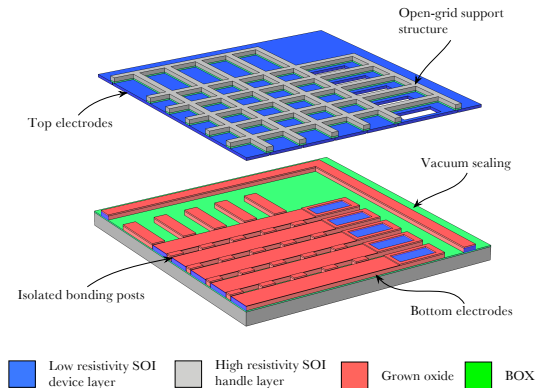 Open-grid support
structure
Top electrodes
Vacuum sealing
Isolated bonding posts
Bottom electrodes
Low resistivity SOI
device layer
High resistivity SOI
handle layer
Grown oxide
BOX